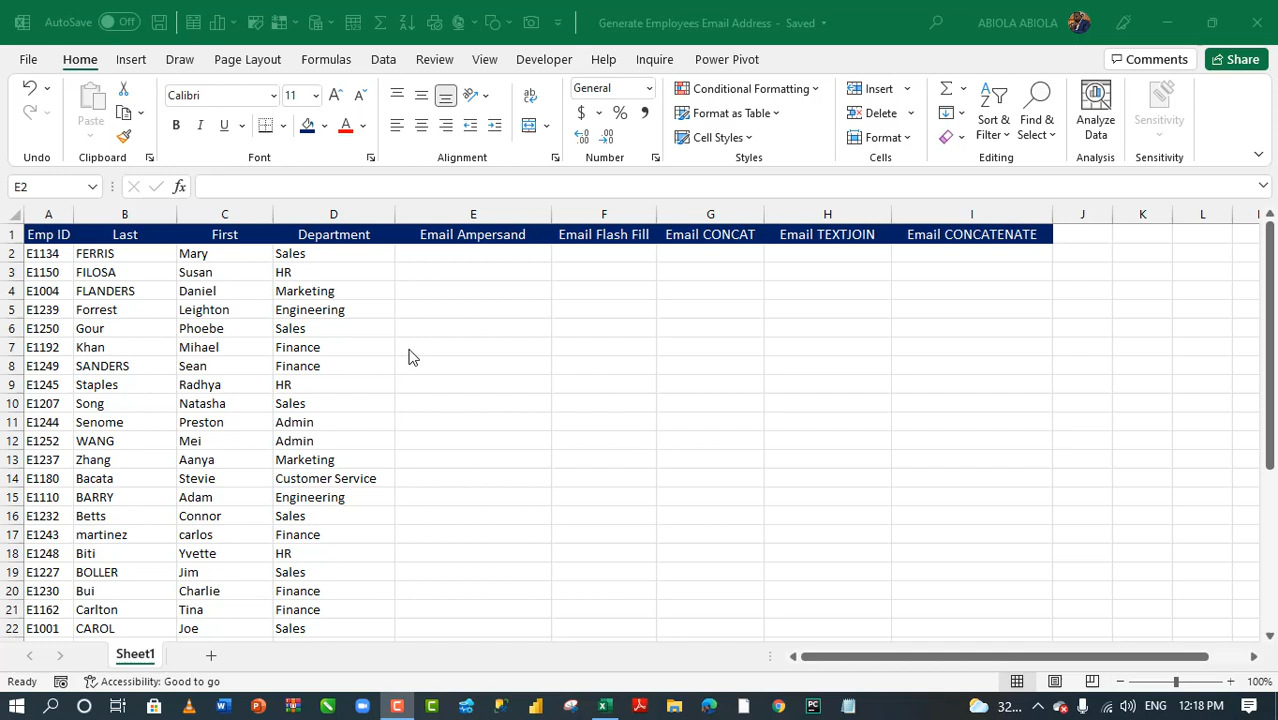 AutoSave Off Generate Employees Email Address - Saved ABIOLA ABIOLA
File Home Insert Draw Page Layout Formulas Data Review View Developer Help Inquire Power Pivot Comments Share
Calibri 11 General Conditional Formatting Insert
Paste Format as Table Delete Sort & Filter Find & Select Analyze Data Sensitivity
Cell Styles Format
Undo Clipboard Font Alignment Number Styles Cells Editing Analysis Sensitivity
E2 fx
A B C D E F G H I J K L
1 Emp ID Last First Department Email Ampersand Email Flash Fill Email CONCAT Email TEXTJOIN Email CONCATENATE
2 E1134 FERRIS Mary Sales
3 E1150 FILOSA Susan HR
4 E1004 FLANDERS Daniel Marketing
5 E1239 Forrest Leighton Engineering
6 E1250 Gour Phoebe Sales
7 E1192 Khan Mihael Finance
8 E1249 SANDERS Sean Finance
9 E1245 Staples Radhya HR
10 E1207 Song Natasha Sales
11 E1244 Senome Preston Admin
12 E1252 WANG Mei Admin
13 E1237 Zhang Aanya Marketing
14 E1180 Bacata Stevie Customer Service
15 E1110 BARRY Adam Engineering
16 E1232 Betts Connor Sales
17 E1243 martinez carlos Finance
18 E1248 Biti Yvette HR
19 E1227 BOLLER Jim Sales
20 E1230 Bui Charlie Finance
21 E1162 Carlton Tina Finance
22 E1001 CAROL Joe Sales
Sheet1
Ready Accessibility: Good to go 100%
32... ENG 12:18 PM